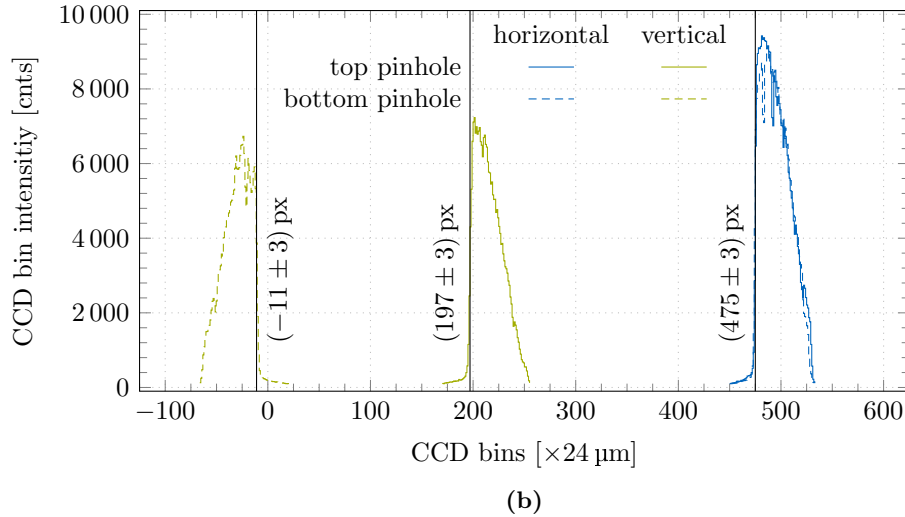 10 000
8 000
6 000
4 000
2 000
0
CCD bin intensitiy [cnts]
horizontal vertical
top pinhole
bottom pinhole
(−11 ± 3) px
(197 ± 3) px
(475 ± 3) px
−100 0 100 200 300 400 500 600
CCD bins [×24 µm]
(b)